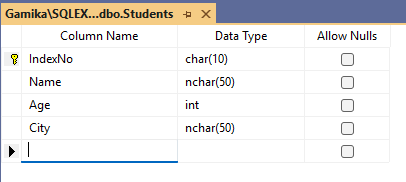 Gamika\SQLEX...dbo.Students
Column Name Data Type Allow Nulls
IndexNo char(10)
Name nchar(50)
Age int
City nchar(50)